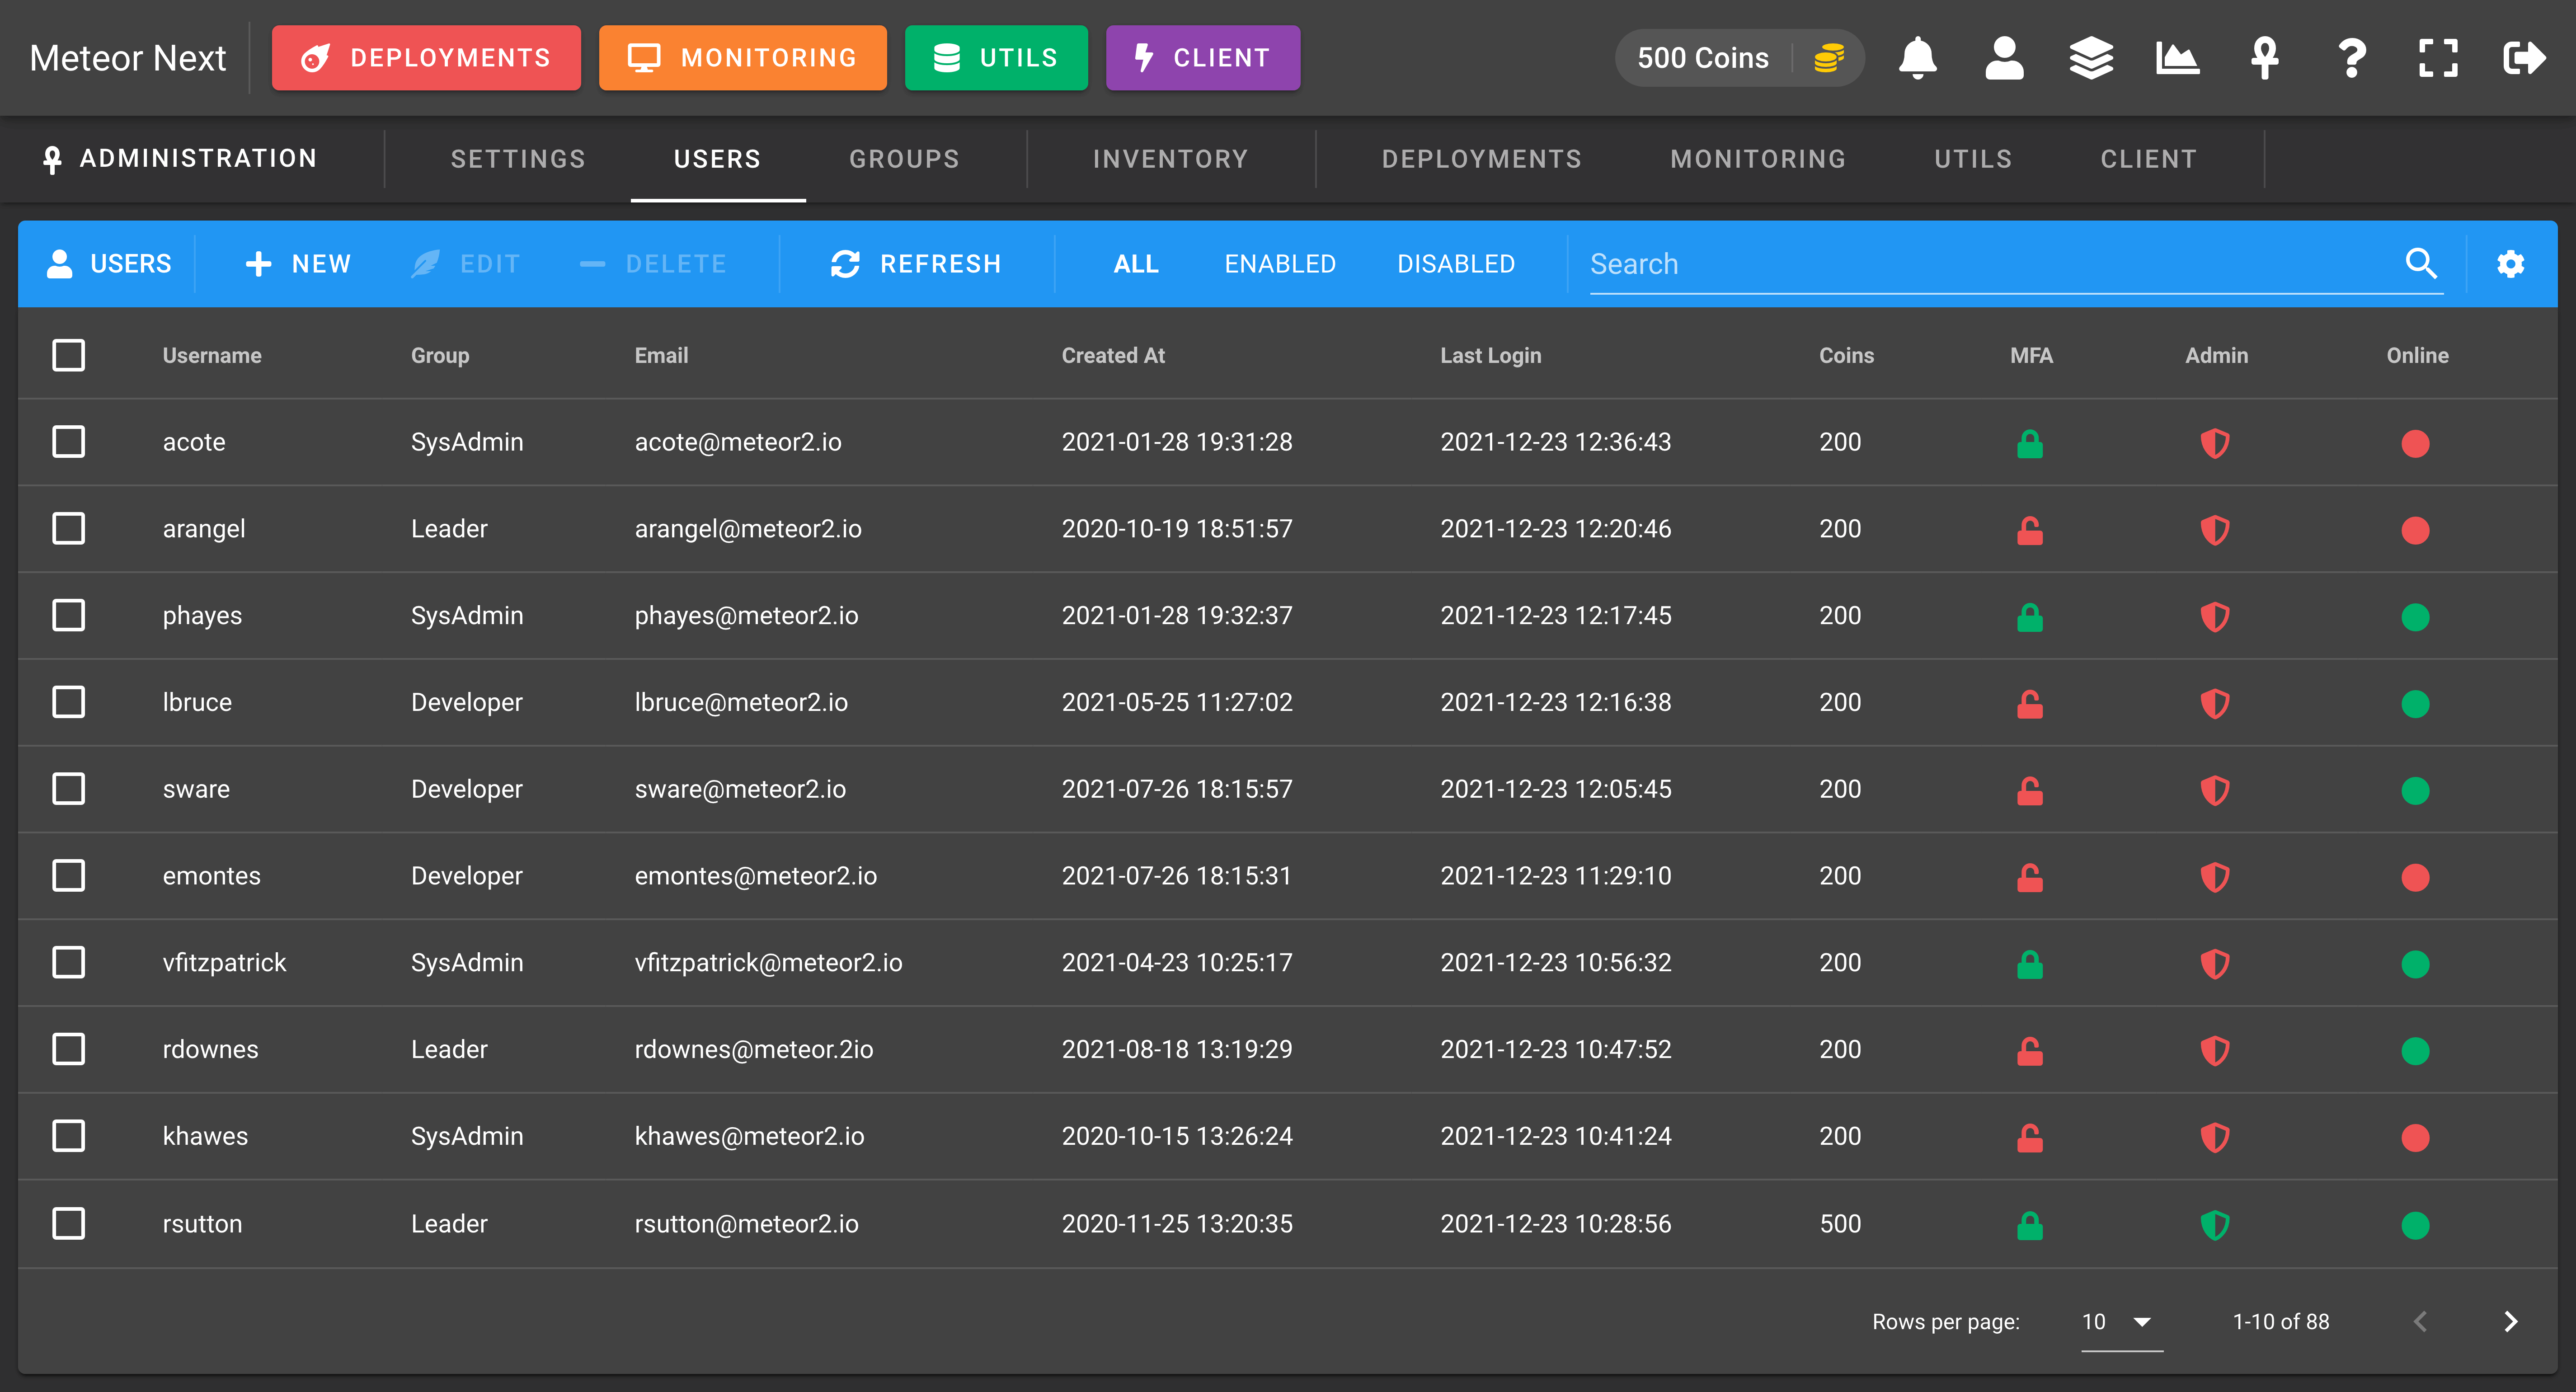 Meteor Next DEPLOYMENTS MONITORING UTILS CLIENT 500 Coins
ADMINISTRATION SETTINGS USERS GROUPS INVENTORY DEPLOYMENTS MONITORING UTILS CLIENT
USERS NEW EDIT DELETE REFRESH ALL ENABLED DISABLED Search
Username Group Email Created At Last Login Coins MFA Admin Online
acote SysAdmin acote@meteor2.io 2021-01-28 19:31:28 2021-12-23 12:36:43 200
arangel Leader arangel@meteor2.io 2020-10-19 18:51:57 2021-12-23 12:20:46 200
phayes SysAdmin phayes@meteor2.io 2021-01-28 19:32:37 2021-12-23 12:17:45 200
lbruce Developer lbruce@meteor2.io 2021-05-25 11:27:02 2021-12-23 12:16:38 200
sware Developer sware@meteor2.io 2021-07-26 18:15:57 2021-12-23 12:05:45 200
emontes Developer emontes@meteor2.io 2021-07-26 18:15:31 2021-12-23 11:29:10 200
vfitzpatrick SysAdmin vfitzpatrick@meteor2.io 2021-04-23 10:25:17 2021-12-23 10:56:32 200
rdownes Leader rdownes@meteor.2io 2021-08-18 13:19:29 2021-12-23 10:47:52 200
khawes SysAdmin khawes@meteor2.io 2020-10-15 13:26:24 2021-12-23 10:41:24 200
rsutton Leader rsutton@meteor2.io 2020-11-25 13:20:35 2021-12-23 10:28:56 500
Rows per page: 10 1-10 of 88